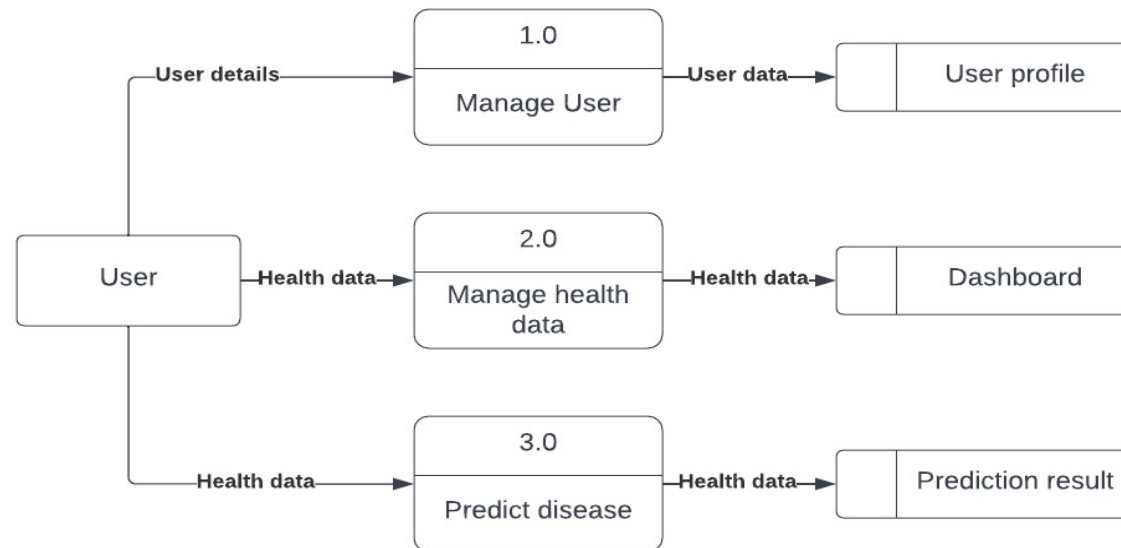 1.0
User details
Manage User
User data
User profile
User
Health data
2.0
Manage health
data
Health data
Dashboard
Health data
3.0
Predict disease
Health data
Prediction result